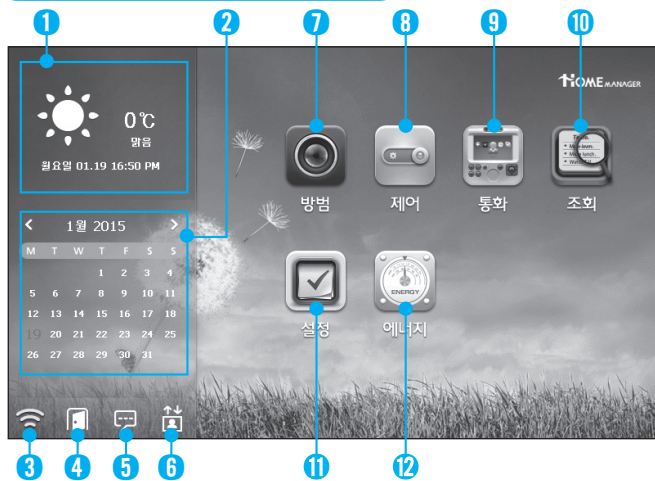 1 2 7 8 9 10
HOME MANAGER
0℃
맑음
월요일 01.19 16:50 PM
방범 제어 통화 조회
1월 2015
M T W T F S S
1 2 3 4
5 6 7 8 9 10 11
12 13 14 15 16 17 18
19 20 21 22 23 24 25
26 27 28 29 30 31
ENERGY
설정 에너지
3 4 5 6 11 12